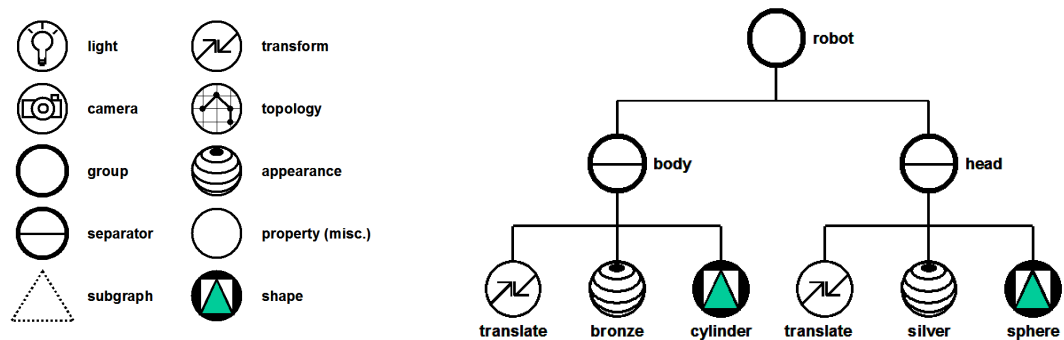 light
transform
camera
topology
group
appearance
separator
property (misc.)
subgraph
shape
robot
body
head
translate
bronze
cylinder
translate
silver
sphere